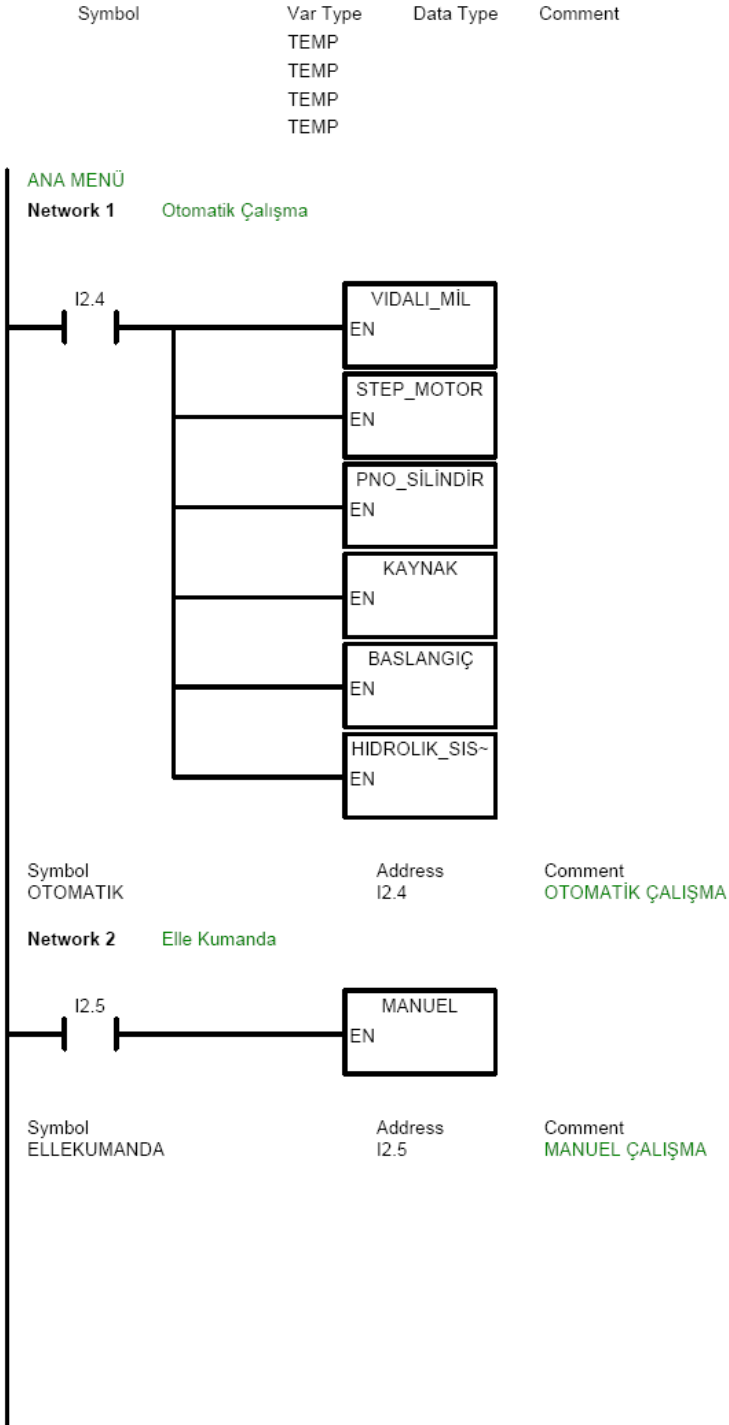 Symbol Var Type Data Type Comment
TEMP
TEMP
TEMP
TEMP
ANA MENÜ
Network 1 Otomatik Çalışma
I2.4
VIDALI_MİL
EN
STEP_MOTOR
EN
PNO_SİLİNDİR
EN
KAYNAK
EN
BASLANGIÇ
EN
HIDROLIK_SIS~
EN
Symbol Address Comment
OTOMATIK I2.4 OTOMATİK ÇALIŞMA
Network 2 Elle Kumanda
I2.5
MANUEL
EN
Symbol Address Comment
ELLEKUMANDA I2.5 MANUEL ÇALIŞMA